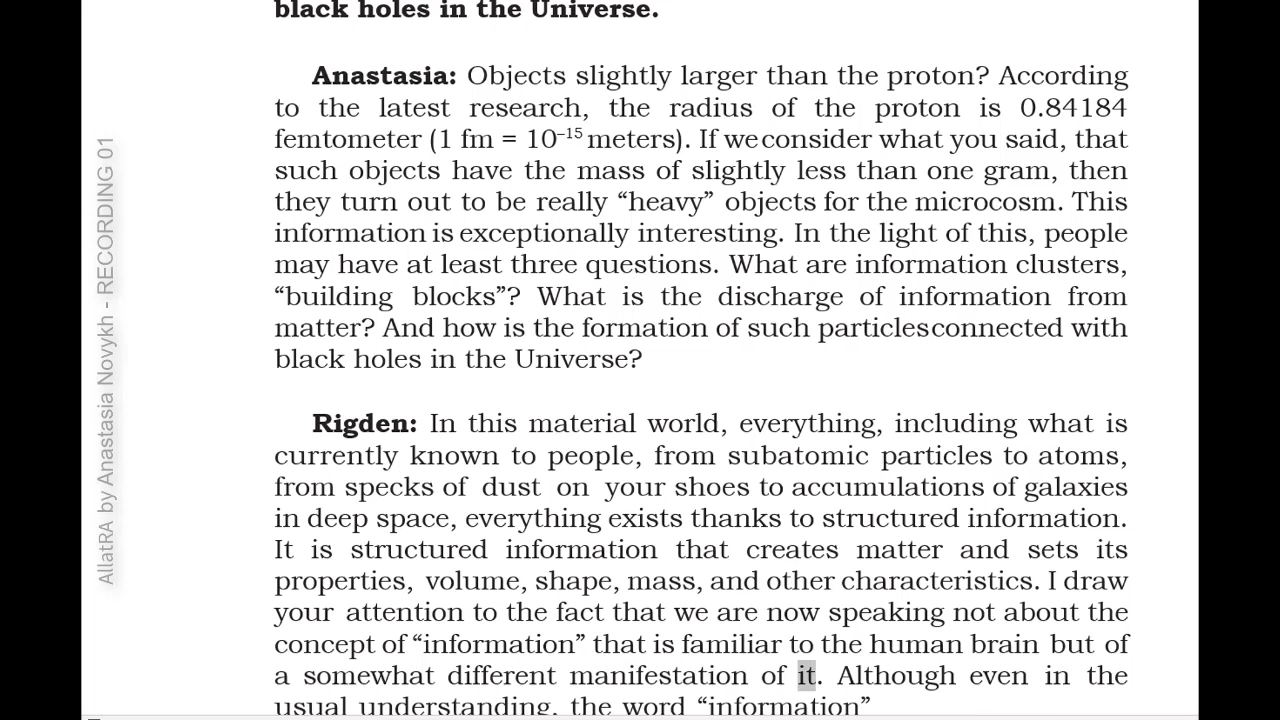 black holes in the Universe.
Anastasia: Objects slightly larger than the proton? According
to the latest research, the radius of the proton is 0.84184
femtometer (1 fm = 10⁻¹⁵ meters). If we consider what you said, that
such objects have the mass of slightly less than one gram, then
they turn out to be really “heavy” objects for the microcosm. This
information is exceptionally interesting. In the light of this, people
may have at least three questions. What are information clusters,
“building blocks”? What is the discharge of information from
matter? And how is the formation of such particles connected with
black holes in the Universe?
Rigden: In this material world, everything, including what is
currently known to people, from subatomic particles to atoms,
from specks of dust on your shoes to accumulations of galaxies
in deep space, everything exists thanks to structured information.
It is structured information that creates matter and sets its
properties, volume, shape, mass, and other characteristics. I draw
your attention to the fact that we are now speaking not about the
concept of “information” that is familiar to the human brain but of
a somewhat different manifestation of it. Although even in the
usual understanding, the word “information”
AllatRA by Anastasia Novykh - RECORDING 01